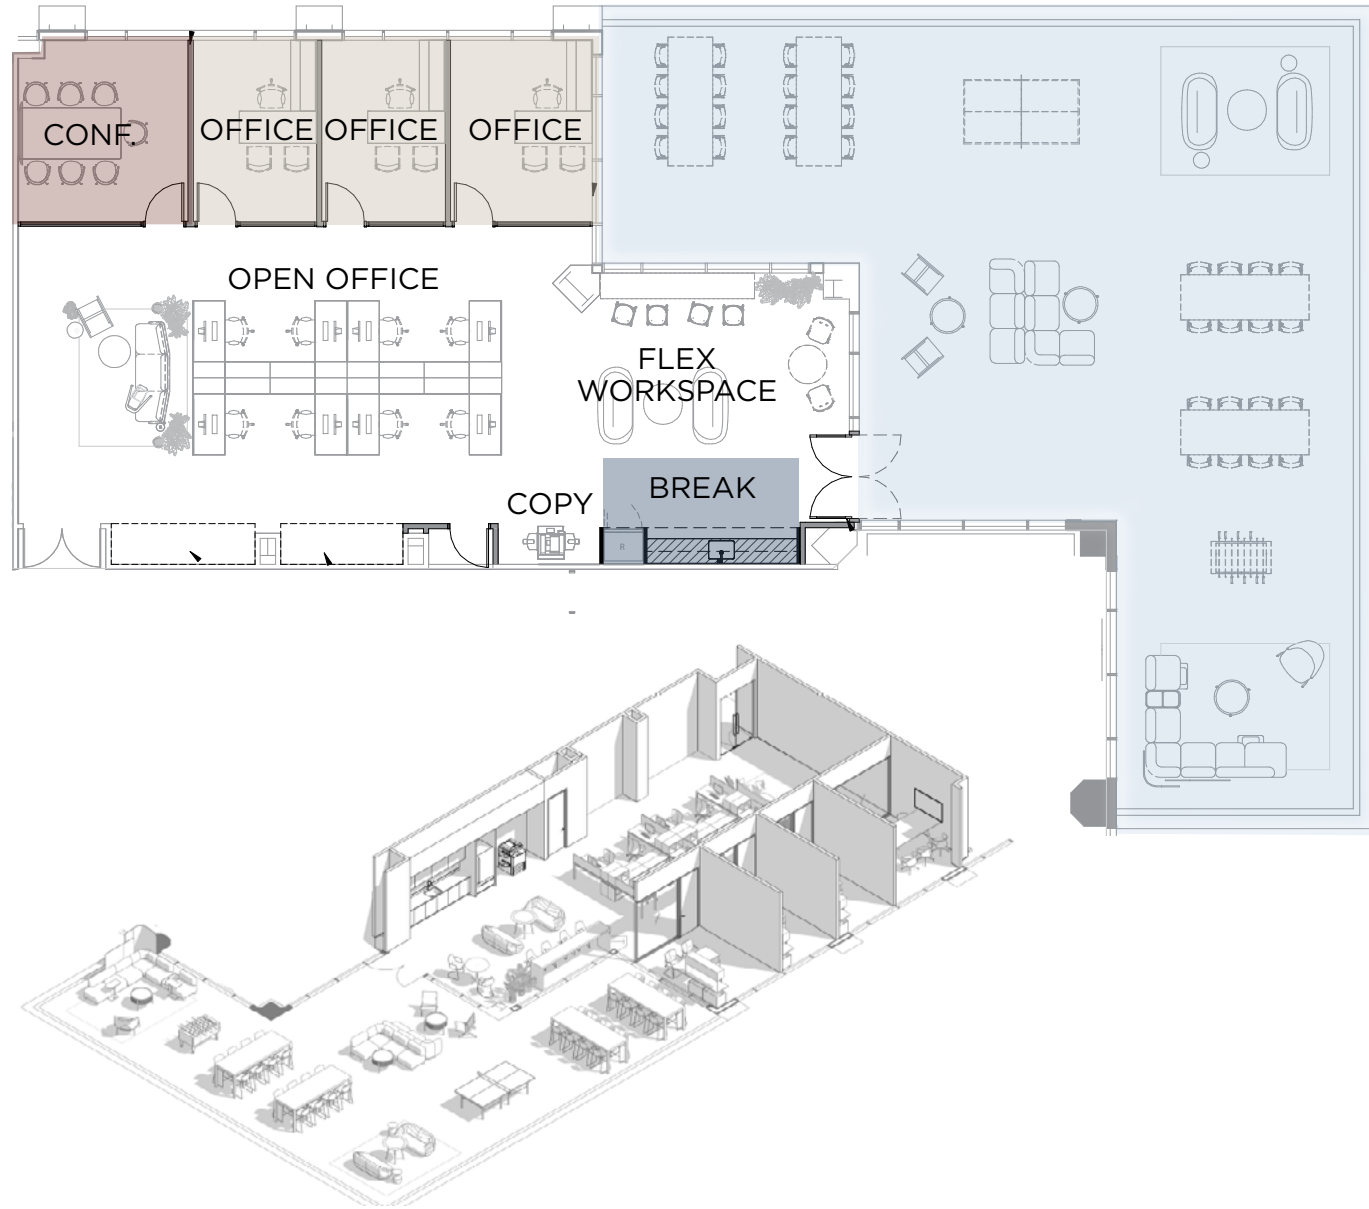 CONF.
OFFICE
OFFICE
OFFICE
OPEN OFFICE
FLEX
WORKSPACE
COPY
BREAK
R